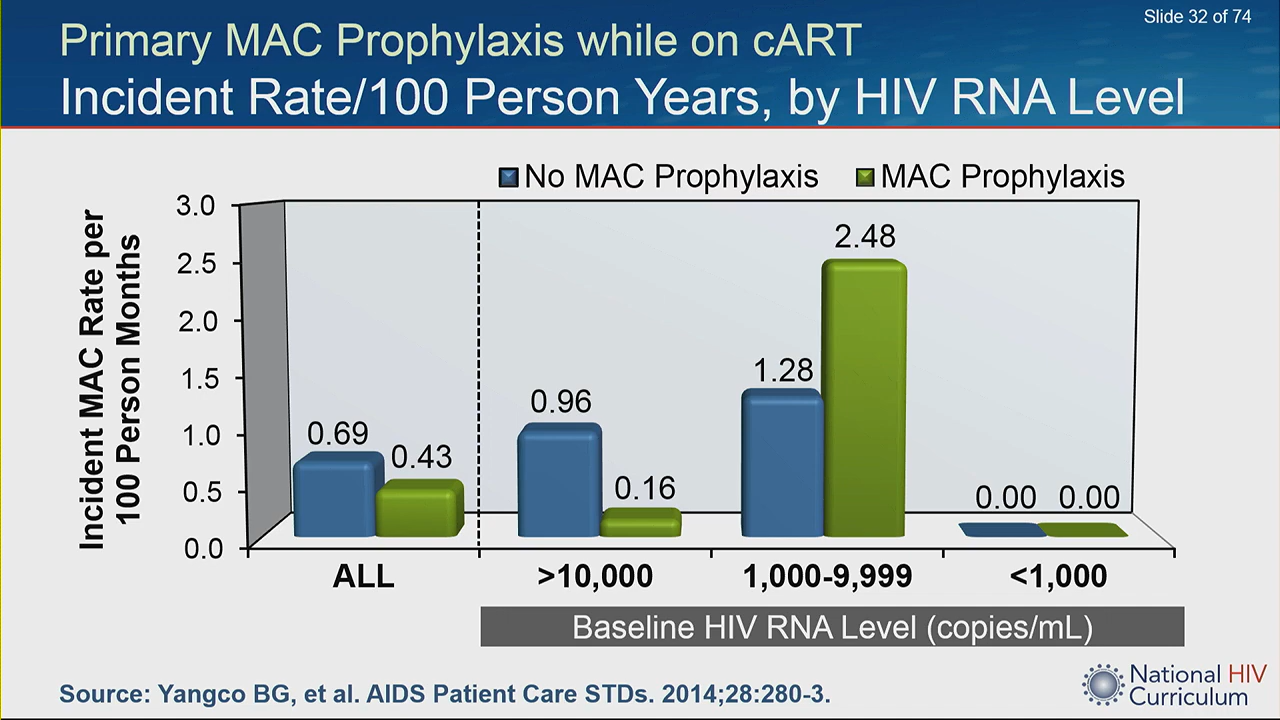 Slide 32 of 74
Primary MAC Prophylaxis while on cART
Incident Rate/100 Person Years, by HIV RNA Level
No MAC Prophylaxis
MAC Prophylaxis
Incident MAC Rate per
100 Person Months
3.0
2.5
2.0
1.5
1.0
0.5
0.0
0.69
0.43
0.96
0.16
1.28
2.48
0.00
0.00
ALL
>10,000
1,000-9,999
<1,000
Baseline HIV RNA Level (copies/mL)
Source: Yangco BG, et al. AIDS Patient Care STDs. 2014;28:280-3.
National HIV
Curriculum